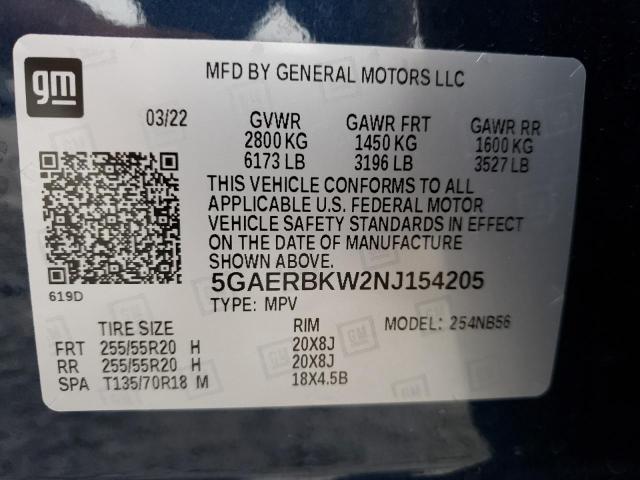 gm
MFD BY GENERAL MOTORS LLC
03/22 GVWR GAWR FRT GAWR RR
2800 KG 1450 KG 1600 KG
6173 LB 3196 LB 3527 LB
THIS VEHICLE CONFORMS TO ALL
APPLICABLE U.S. FEDERAL MOTOR
VEHICLE SAFETY STANDARDS IN EFFECT
ON THE DATE OF MANUFACTURE
SHOWN ABOVE.
619D 5GAERBKW2NJ154205
TYPE: MPV
TIRE SIZE RIM MODEL: 254NB56
FRT 255/55R20 H 20X8J
RR 255/55R20 H 20X8J
SPA T135/70R18 M 18X4.5B